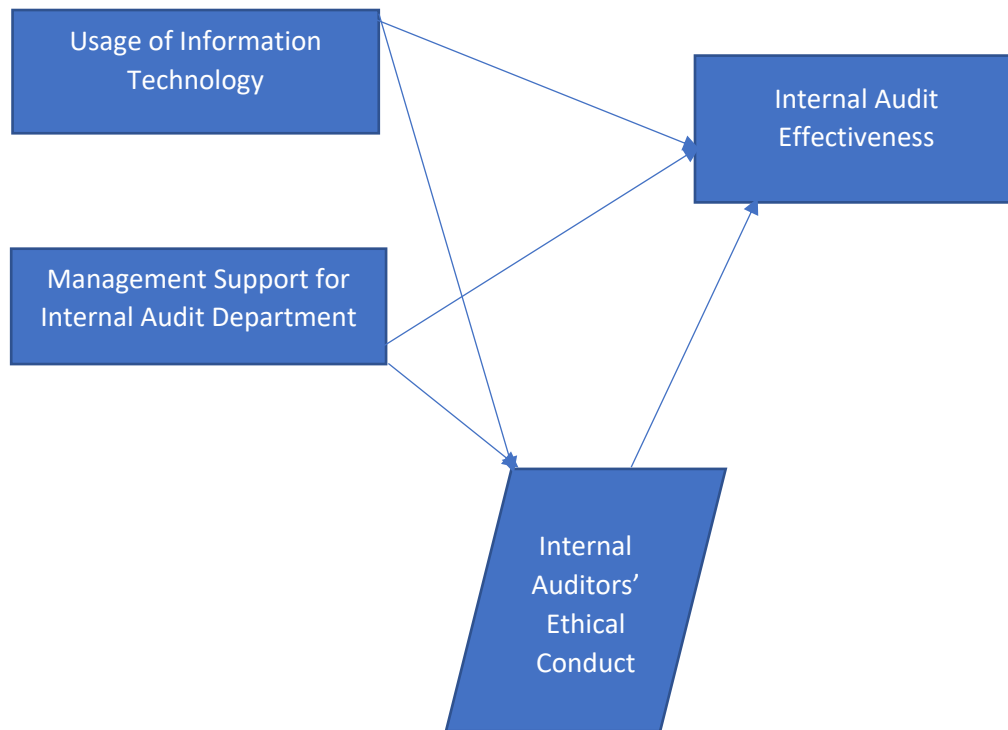 Usage of Information
Technology
Internal Audit
Effectiveness
Management Support for
Internal Audit Department
Internal
Auditors’
Ethical
Conduct